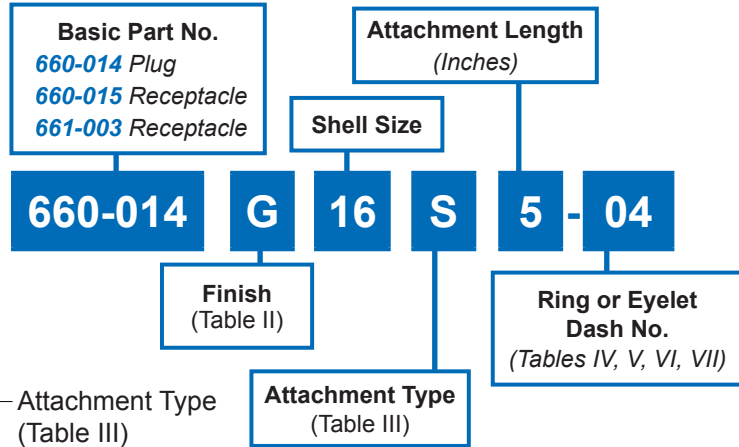 Basic Part No.
660-014 Plug
660-015 Receptacle
661-003 Receptacle
Attachment Length
(Inches)
Shell Size
660-014 G 16 S 5 - 04
Finish
(Table II)
Ring or Eyelet
Dash No.
(Tables IV, V, VI, VII)
Attachment Type
(Table III)
Attachment Type
(Table III)